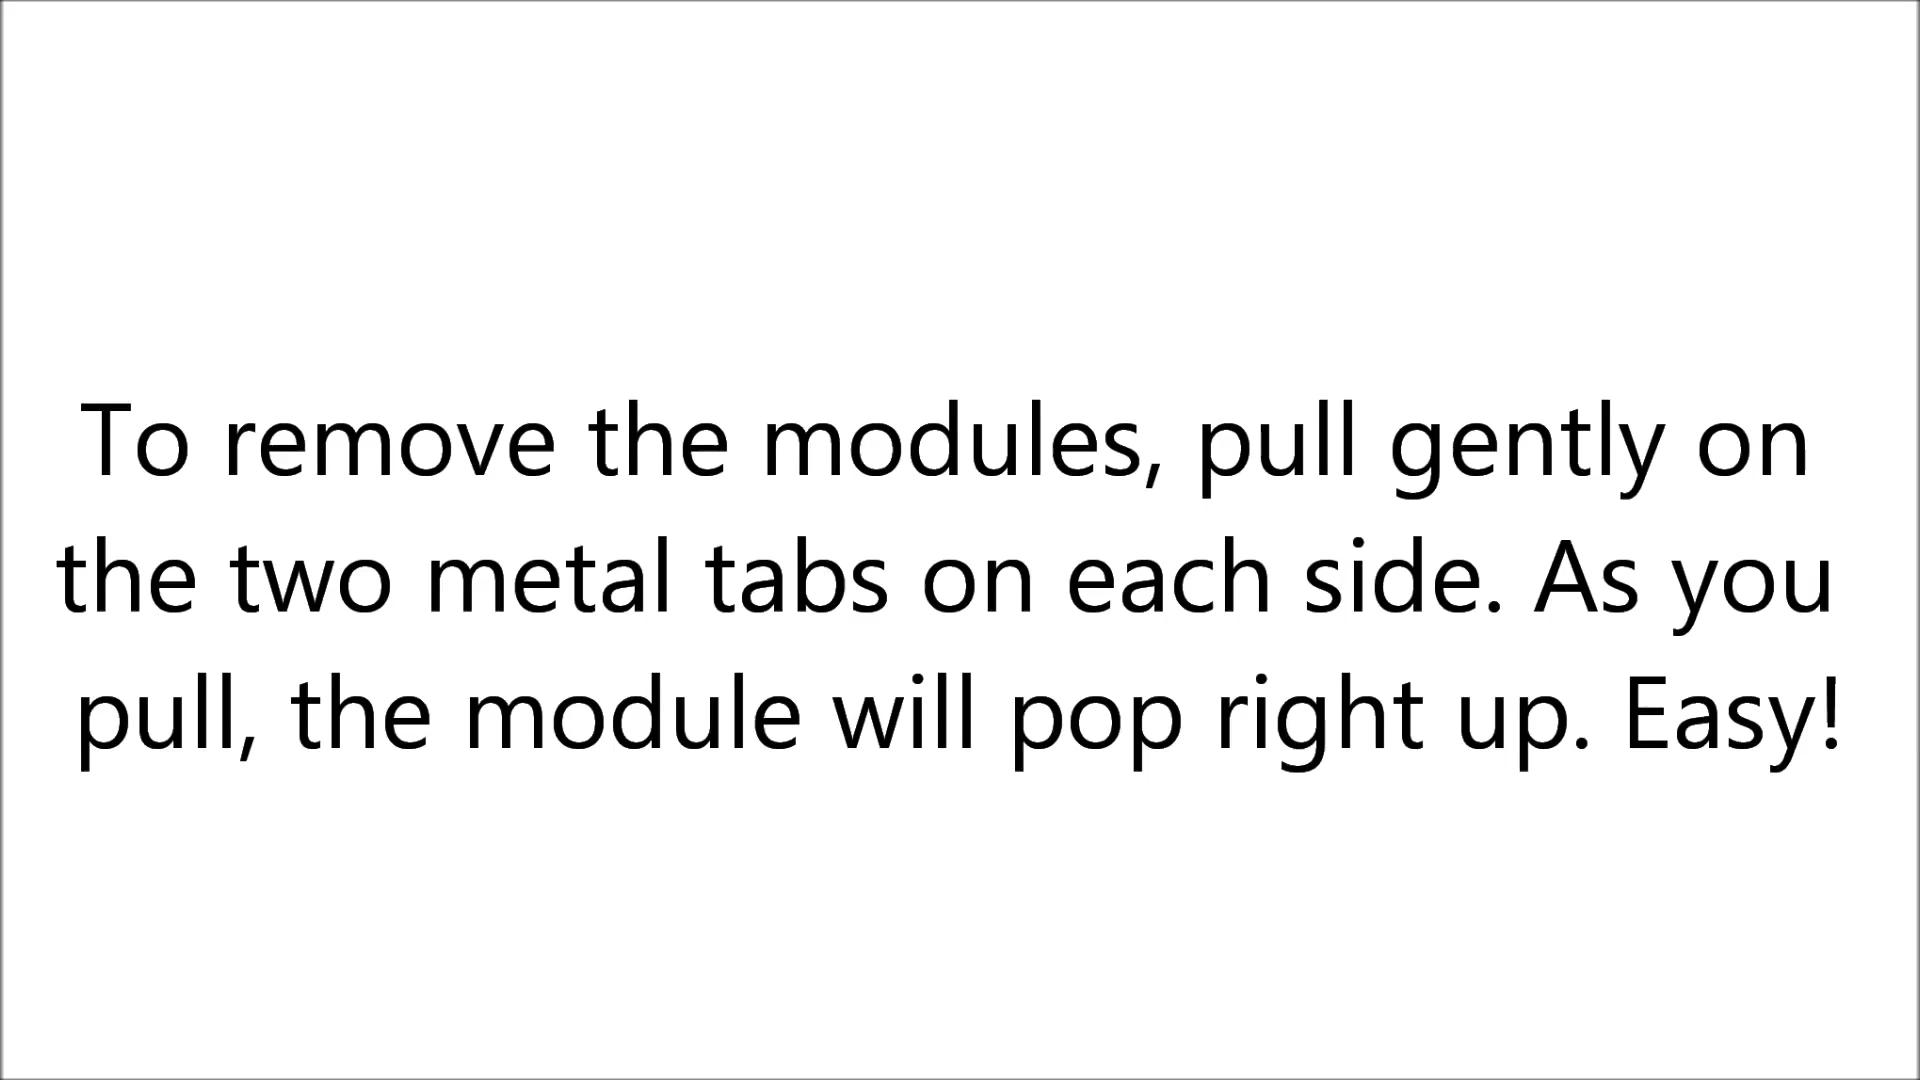 To remove the modules, pull gently on
the two metal tabs on each side. As you
pull, the module will pop right up. Easy!